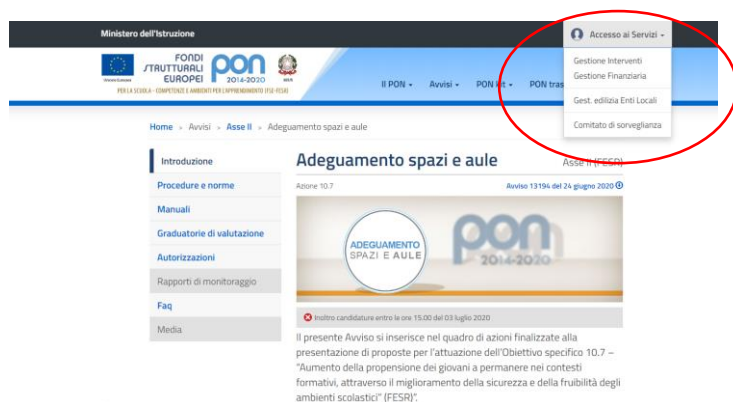 Ministero dell'Istruzione
Accesso ai Servizi
Gestione Interventi
Gestione Finanziaria
Gest. edilizia Enti Locali
Comitato di sorveglianza
FONDI
STRUTTURALI
EUROPEI
pon
2014-2020
PER LA SCUOLA - COMPETENZE E AMBIENTI PER L'APPRENDIMENTO (FSE-FESR)
Il PON
Avvisi
PON kit
PON tras
Home > Avvisi > Asse II > Adeguamento spazi e aule
Introduzione
Procedure e norme
Manuali
Graduatorie di valutazione
Autorizzazioni
Rapporti di monitoraggio
Faq
Media
Adeguamento spazi e aule
Asse II (FESR)
Azione 10.7
Avviso 13194 del 24 giugno 2020
ADEGUAMENTO
SPAZI E AULE
pon
2014-2020
Inoltro candidature entro le ore 15.00 del 03 luglio 2020
Il presente Avviso si inserisce nel quadro di azioni finalizzate alla
presentazione di proposte per l'attuazione dell'Obiettivo specifico 10.7 –
"Aumento della propensione dei giovani a permanere nei contesti
formativi, attraverso il miglioramento della sicurezza e della fruibilità degli
ambienti scolastici" (FESR)".